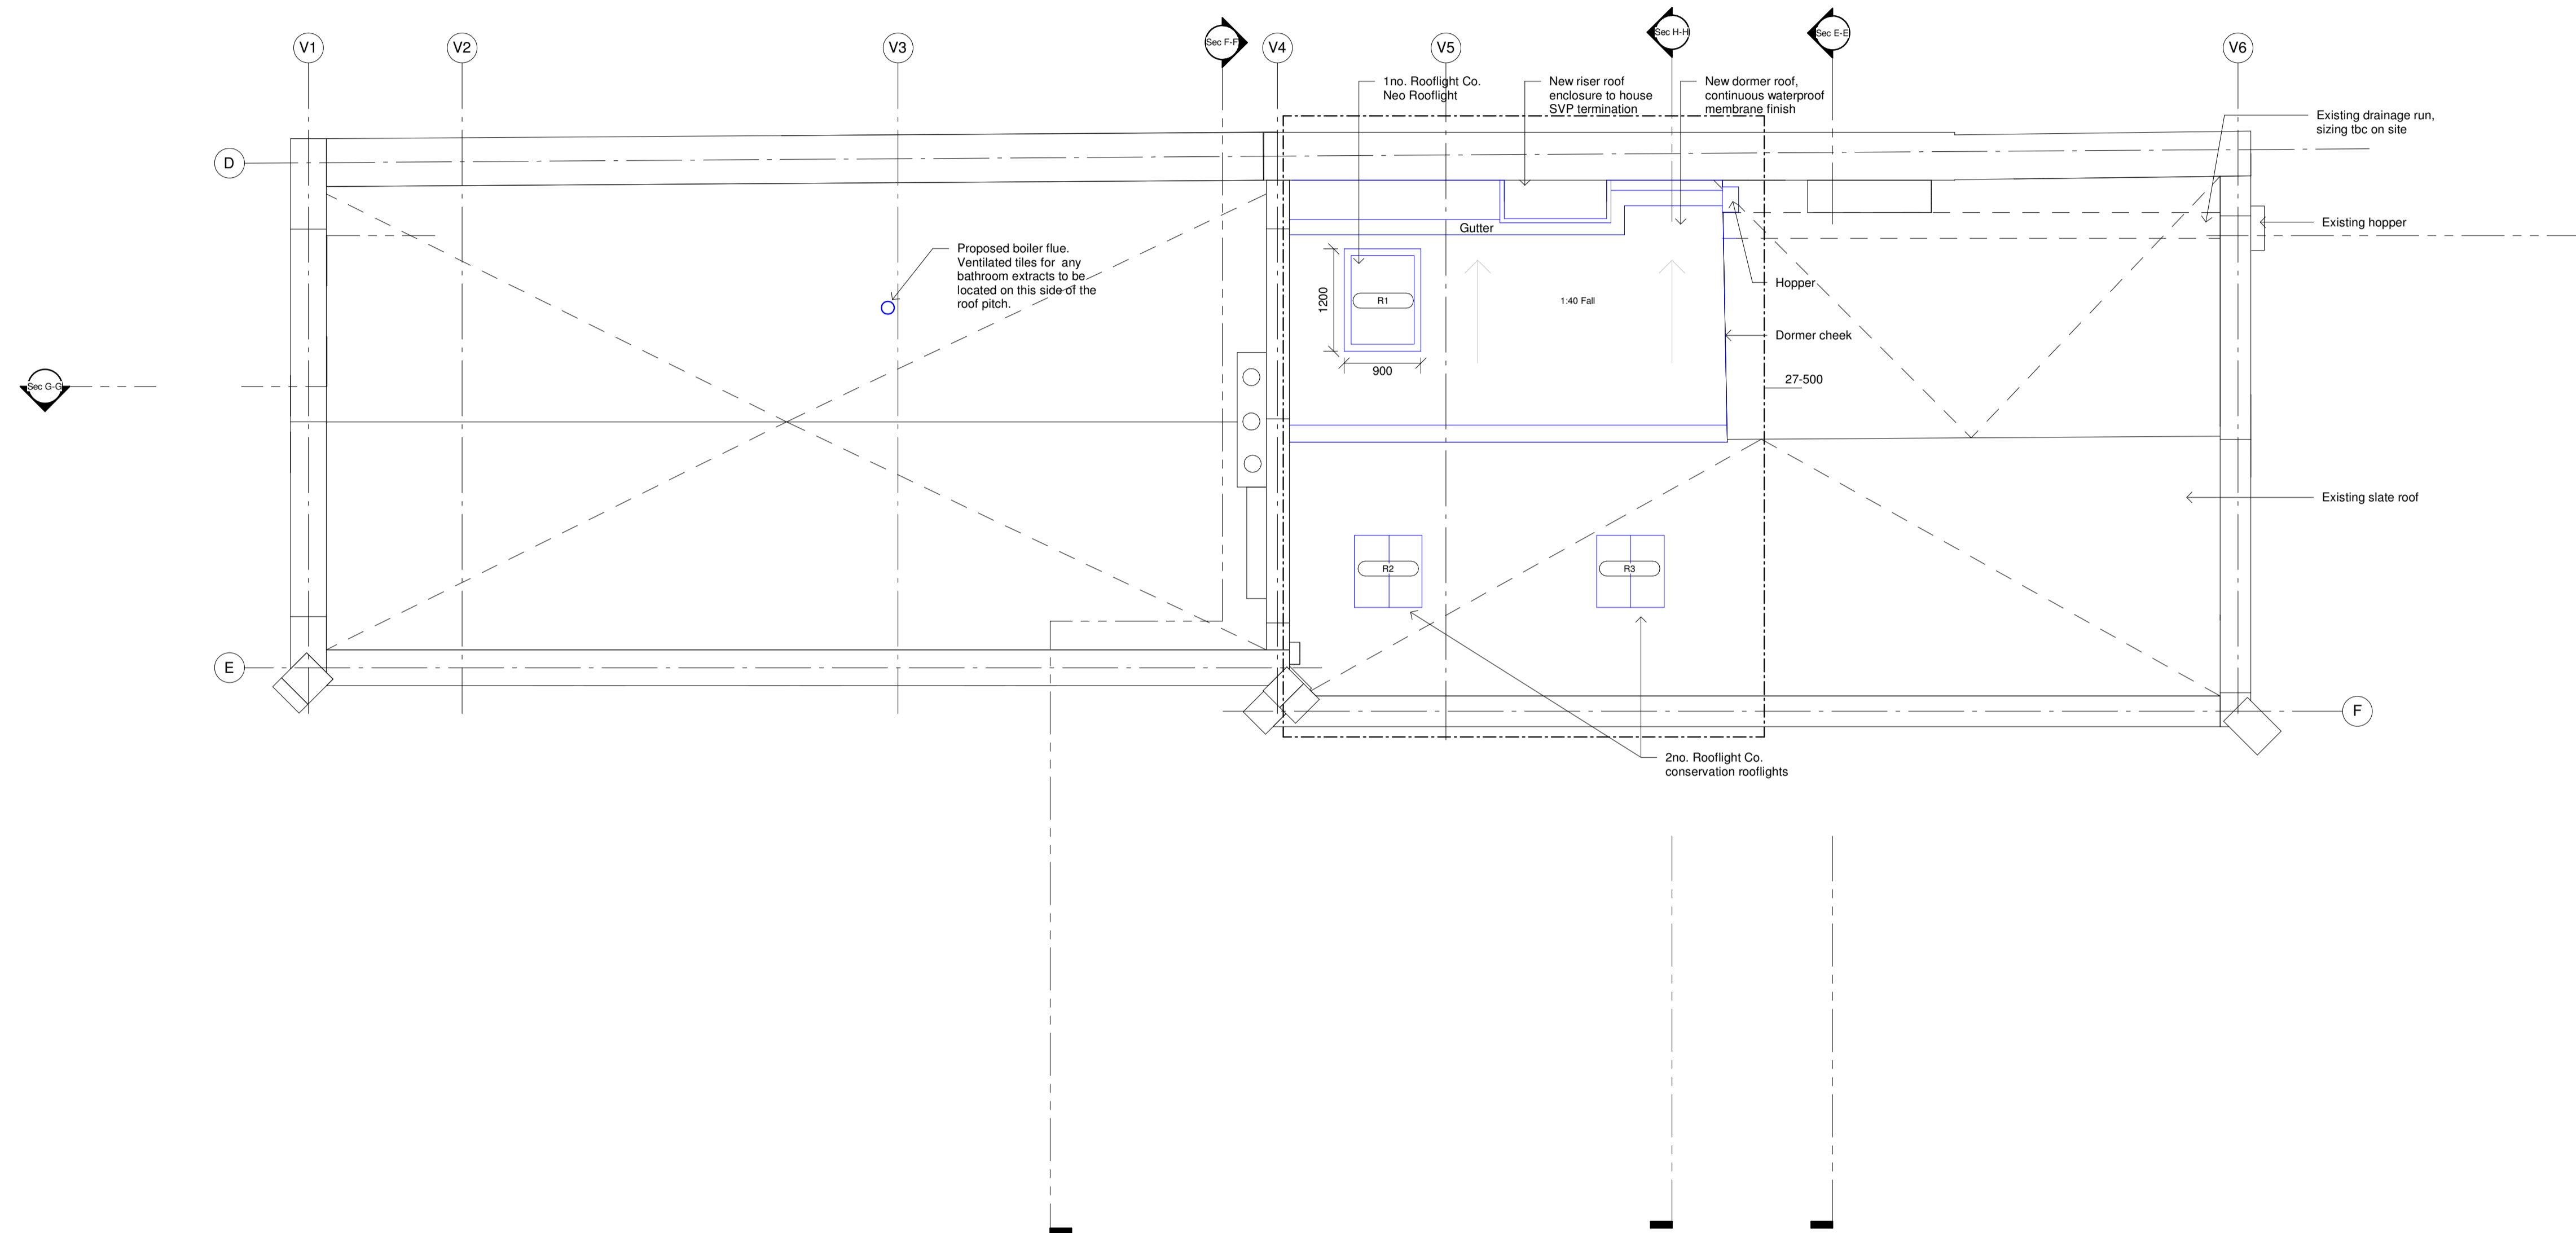 V1
V2
V3
Sec F-F
V4
V5
Sec H-H
Sec E-E
V6
1no. Rooflight Co.
Neo Rooflight
New riser roof
enclosure to house
SVP termination
New dormer roof,
continuous waterproof
membrane finish
Existing drainage run,
sizing tbc on site
D
Gutter
Existing hopper
Proposed boiler flue.
Ventilated tiles for any
bathroom extracts to be
located on this side of the
roof pitch.
Hopper
1200
R1
1:40 Fall
Dormer cheek
900
27-500
Sec G-G
Existing slate roof
R2
R3
E
F
2no. Rooflight Co.
conservation rooflights